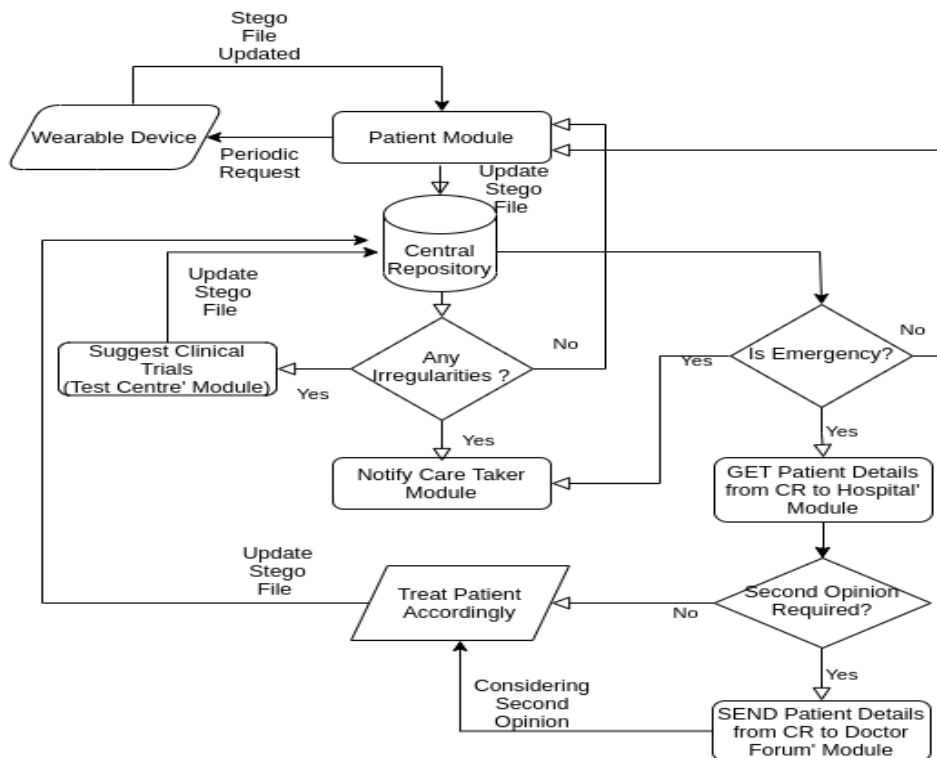 Stego
File
Updated
Wearable Device
Patient Module
Periodic
Request
Update
Stego
File
Central
Repository
Update
Stego
File
Suggest Clinical
Trials
(Test Centre' Module)
Any
Irregularities ?
No
Yes
Yes
Is Emergency?
No
Yes
Yes
Notify Care Taker
Module
GET Patient Details
from CR to Hospital'
Module
Update
Stego
File
Treat Patient
Accordingly
Second Opinion
Required?
No
Yes
Considering
Second
Opinion
SEND Patient Details
from CR to Doctor
Forum' Module